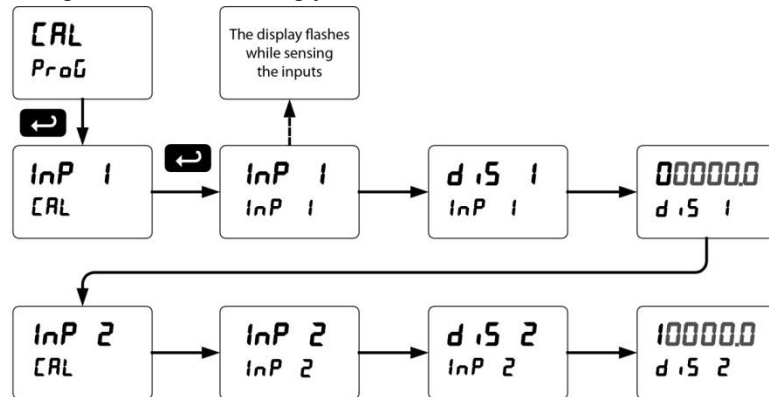 CAL
ProG
The display flashes
while sensing
the inputs
InP 1
CAL
InP 1
InP 1
diS 1
InP 1
00000.0
diS 1
InP 2
CAL
InP 2
InP 2
diS 2
InP 2
10000.0
diS 2